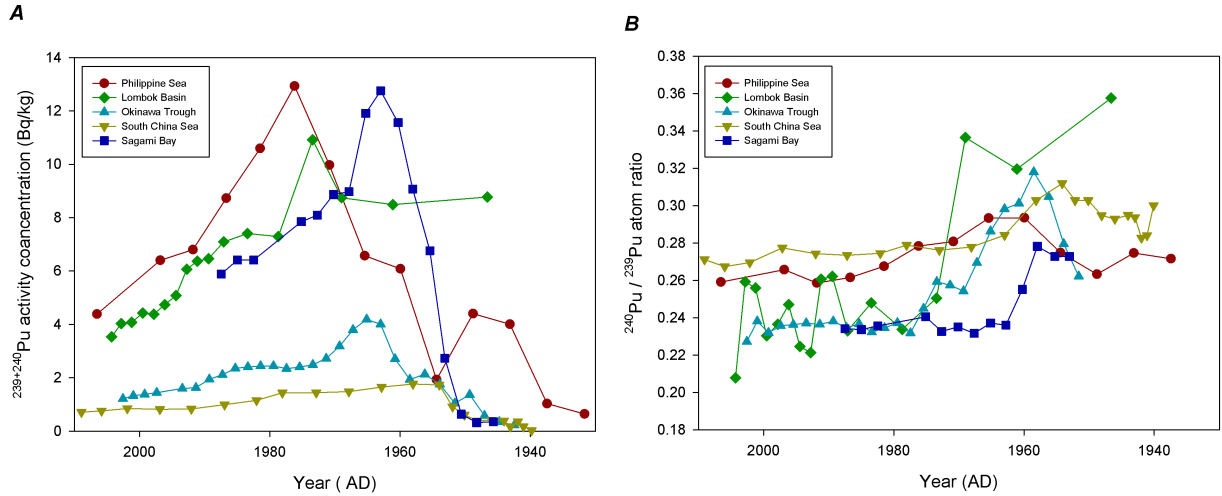 A
14
12
10
8
6
4
2
0
239+240Pu activity coancentration (Bq/kg)
Philippine Sea
Lombok Basin
Okinawa Trough
South China Sea
Sagami Bay
2000 1980 1960 1940
Year ( AD)
B
0.38
0.36
0.34
0.32
0.30
0.28
0.26
0.24
0.22
0.20
0.18
240Pu / 239Pu atom ratio
Philippine Sea
Lombok Basin
Okinawa Trough
South China Sea
Sagami Bay
2000 1980 1960 1940
Year (AD)